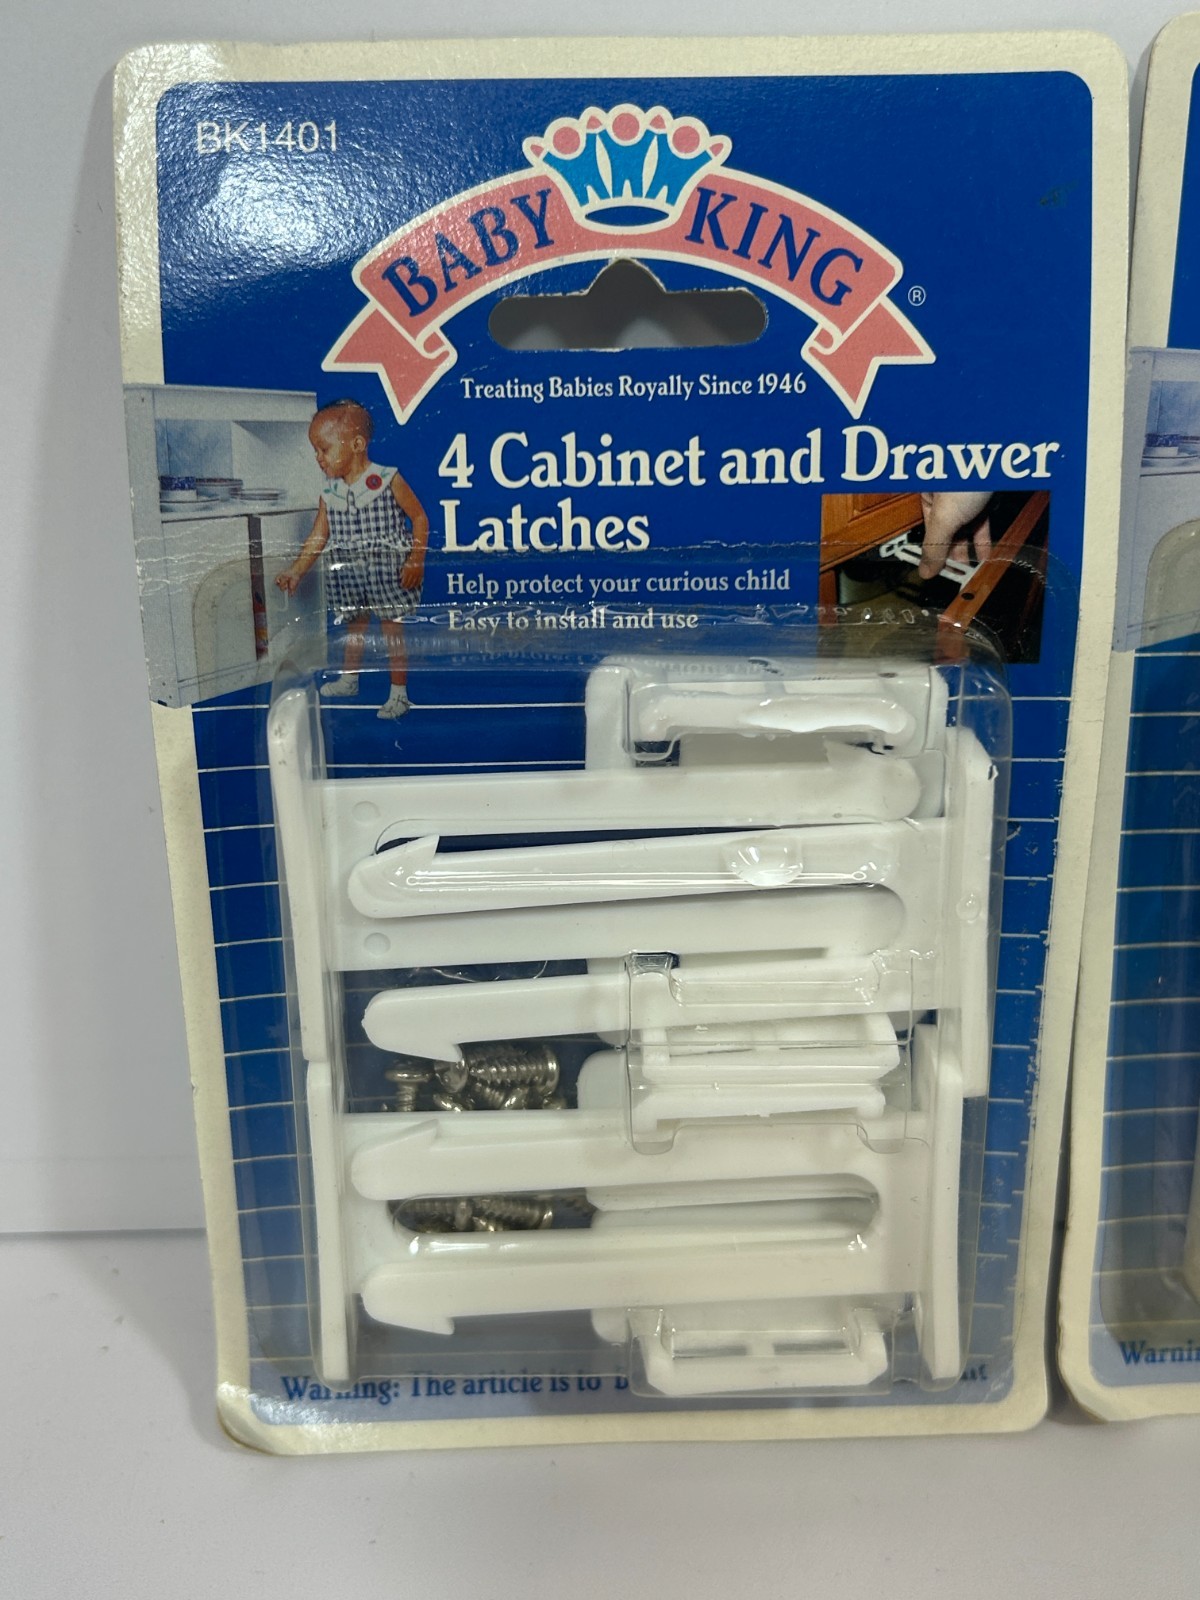 BK1401
BABY KING
®
Treating Babies Royally Since 1946
4 Cabinet and Drawer
Latches
Help protect your curious child
Easy to install and use
Warning: The article is to
Warnin